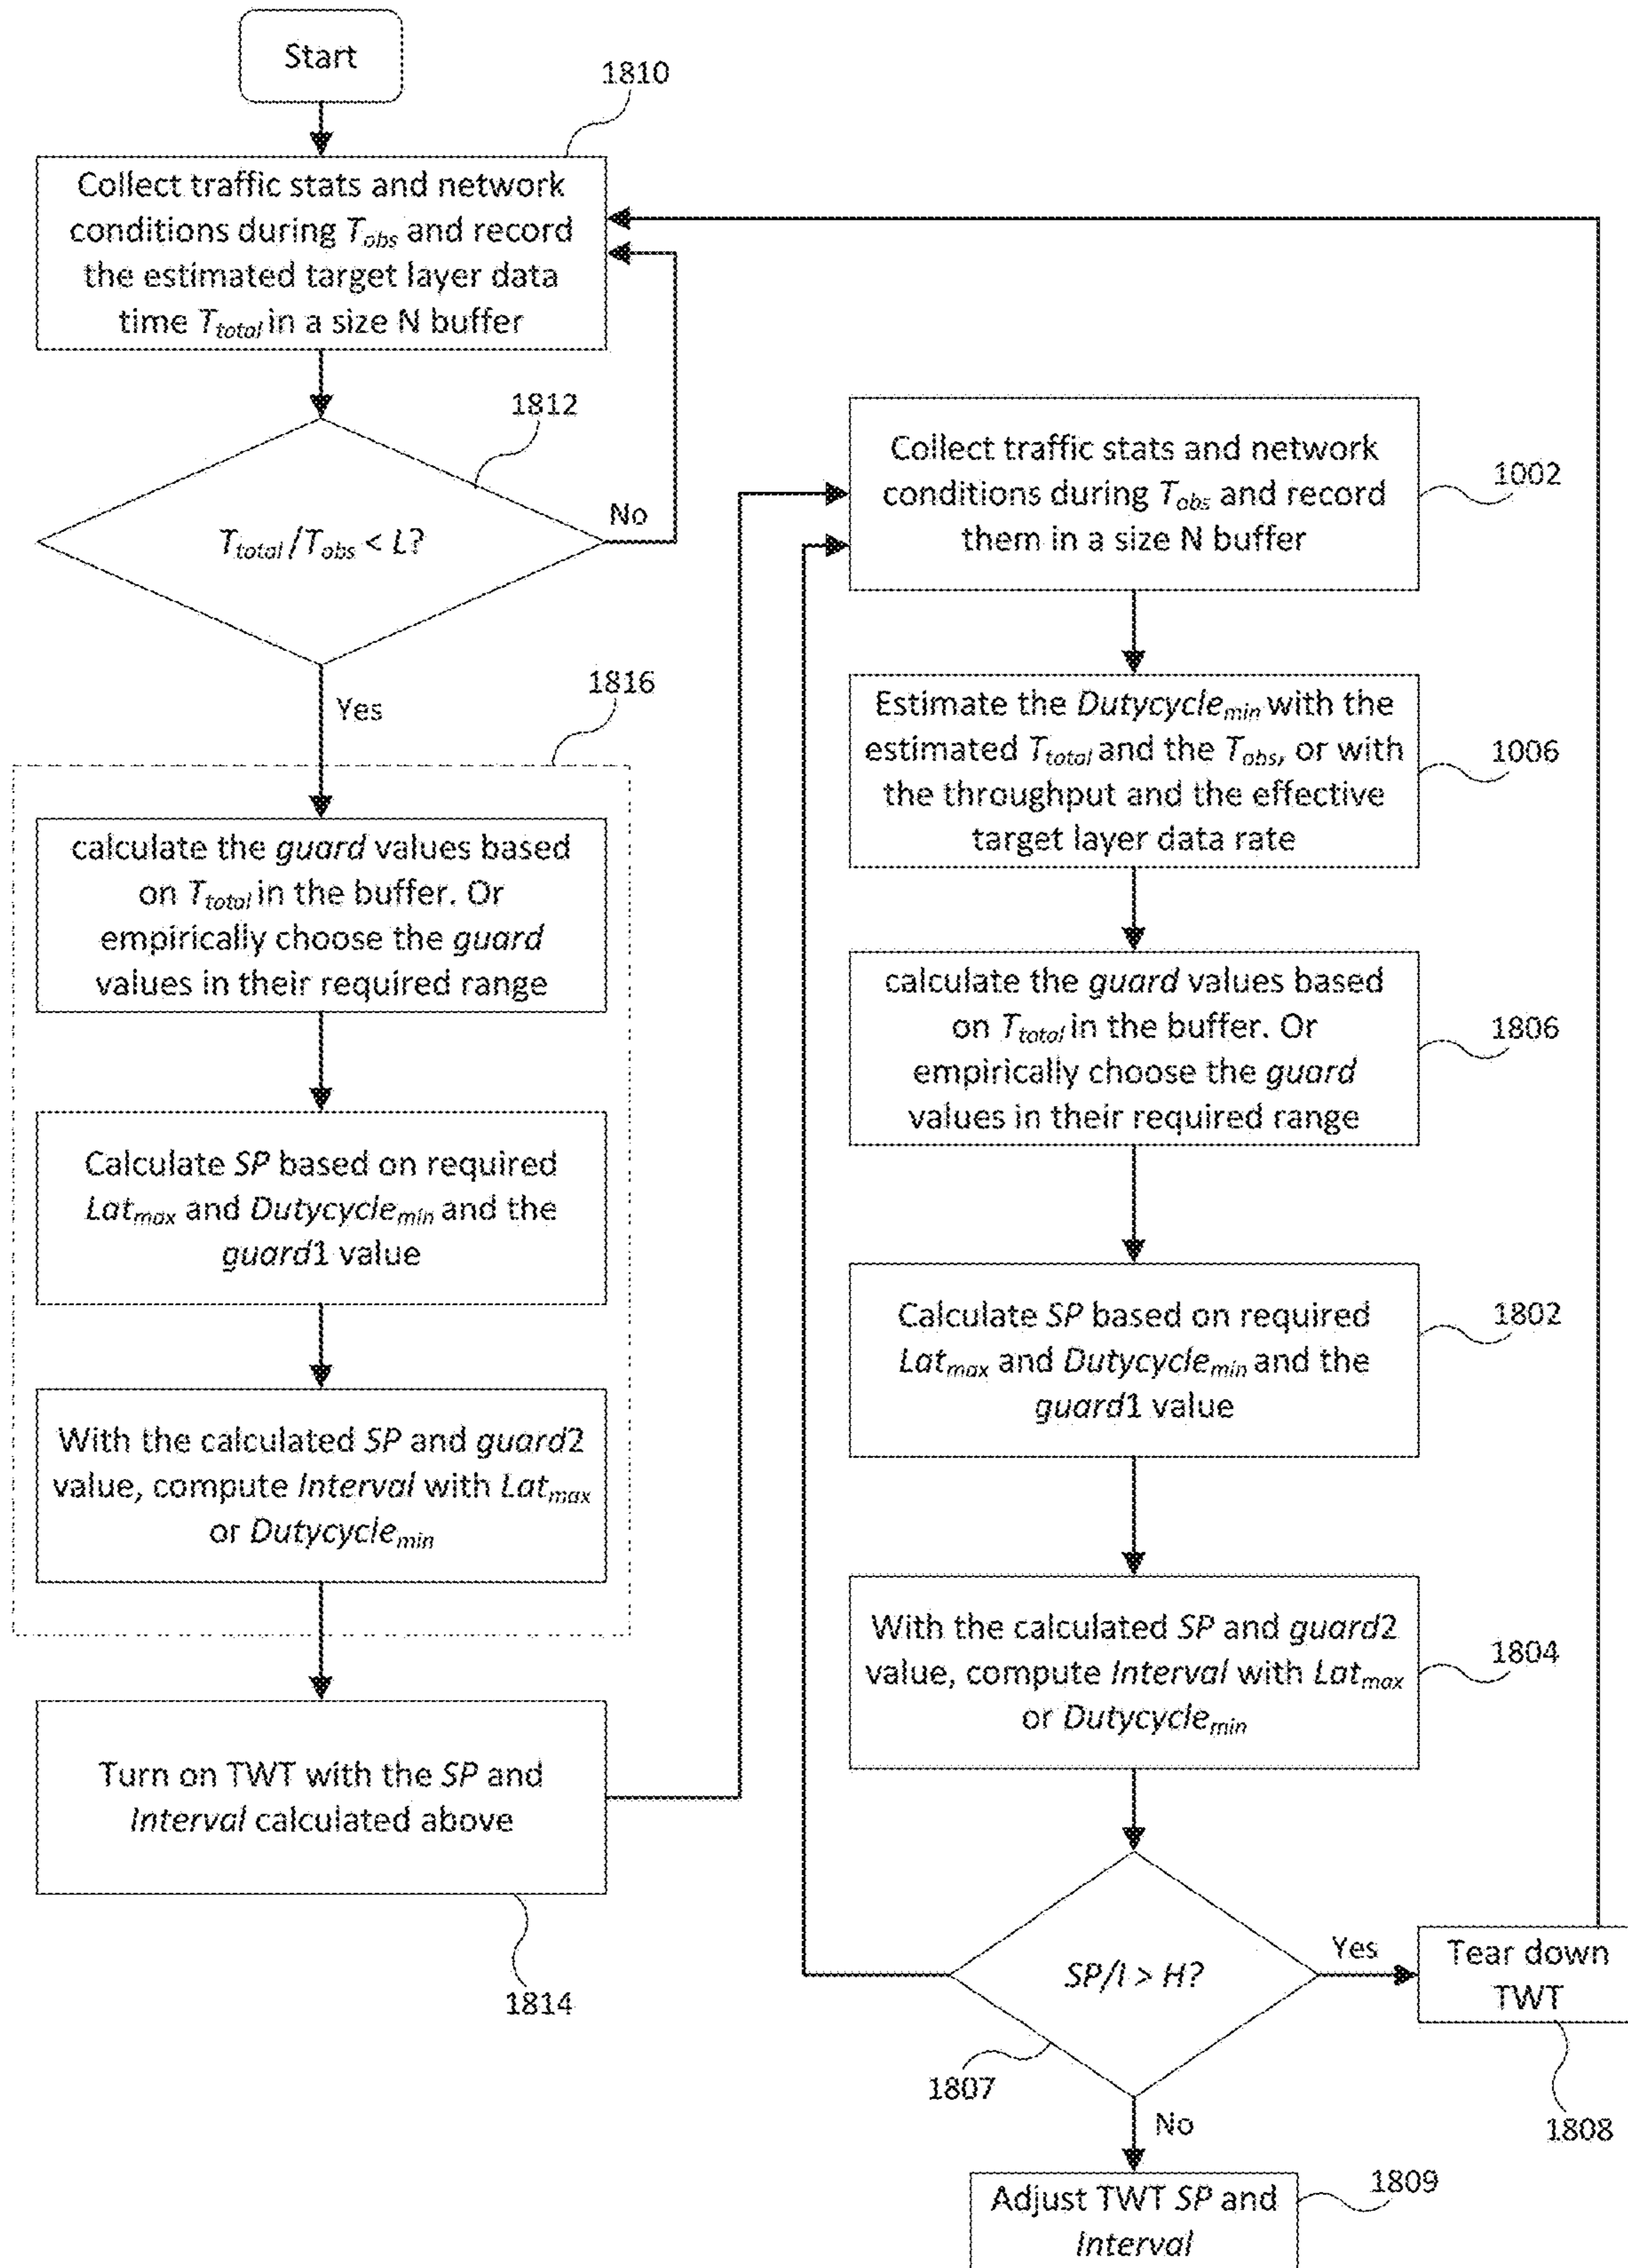 Start
1810
Collect traffic stats and network
conditions during Tobs and record
the estimated target layer data
time Ttotal in a size N buffer
1812
Ttotal/Tobs < L?
No
Yes
1816
calculate the guard values based
on Ttotal in the buffer. Or
empirically choose the guard
values in their required range
Calculate SP based on required
Latmax and Dutycyclemin and the
guard1 value
With the calculated SP and guard2
value, compute Interval with Latmax
or Dutycyclemin
Turn on TWT with the SP and
Interval calculated above
1814
Collect traffic stats and network
conditions during Tobs and record
them in a size N buffer
1002
Estimate the Dutycyclemin with the
estimated Ttotal and the Tobs, or with
the throughput and the effective
target layer data rate
1006
calculate the guard values based
on Ttotal in the buffer. Or
empirically choose the guard
values in their required range
1806
Calculate SP based on required
Latmax and Dutycyclemin and the
guard1 value
1802
With the calculated SP and guard2
value, compute Interval with Latmax
or Dutycyclemin
1804
SP/I > H?
Yes
1807
Tear down
TWT
1808
No
Adjust TWT SP and
Interval
1809